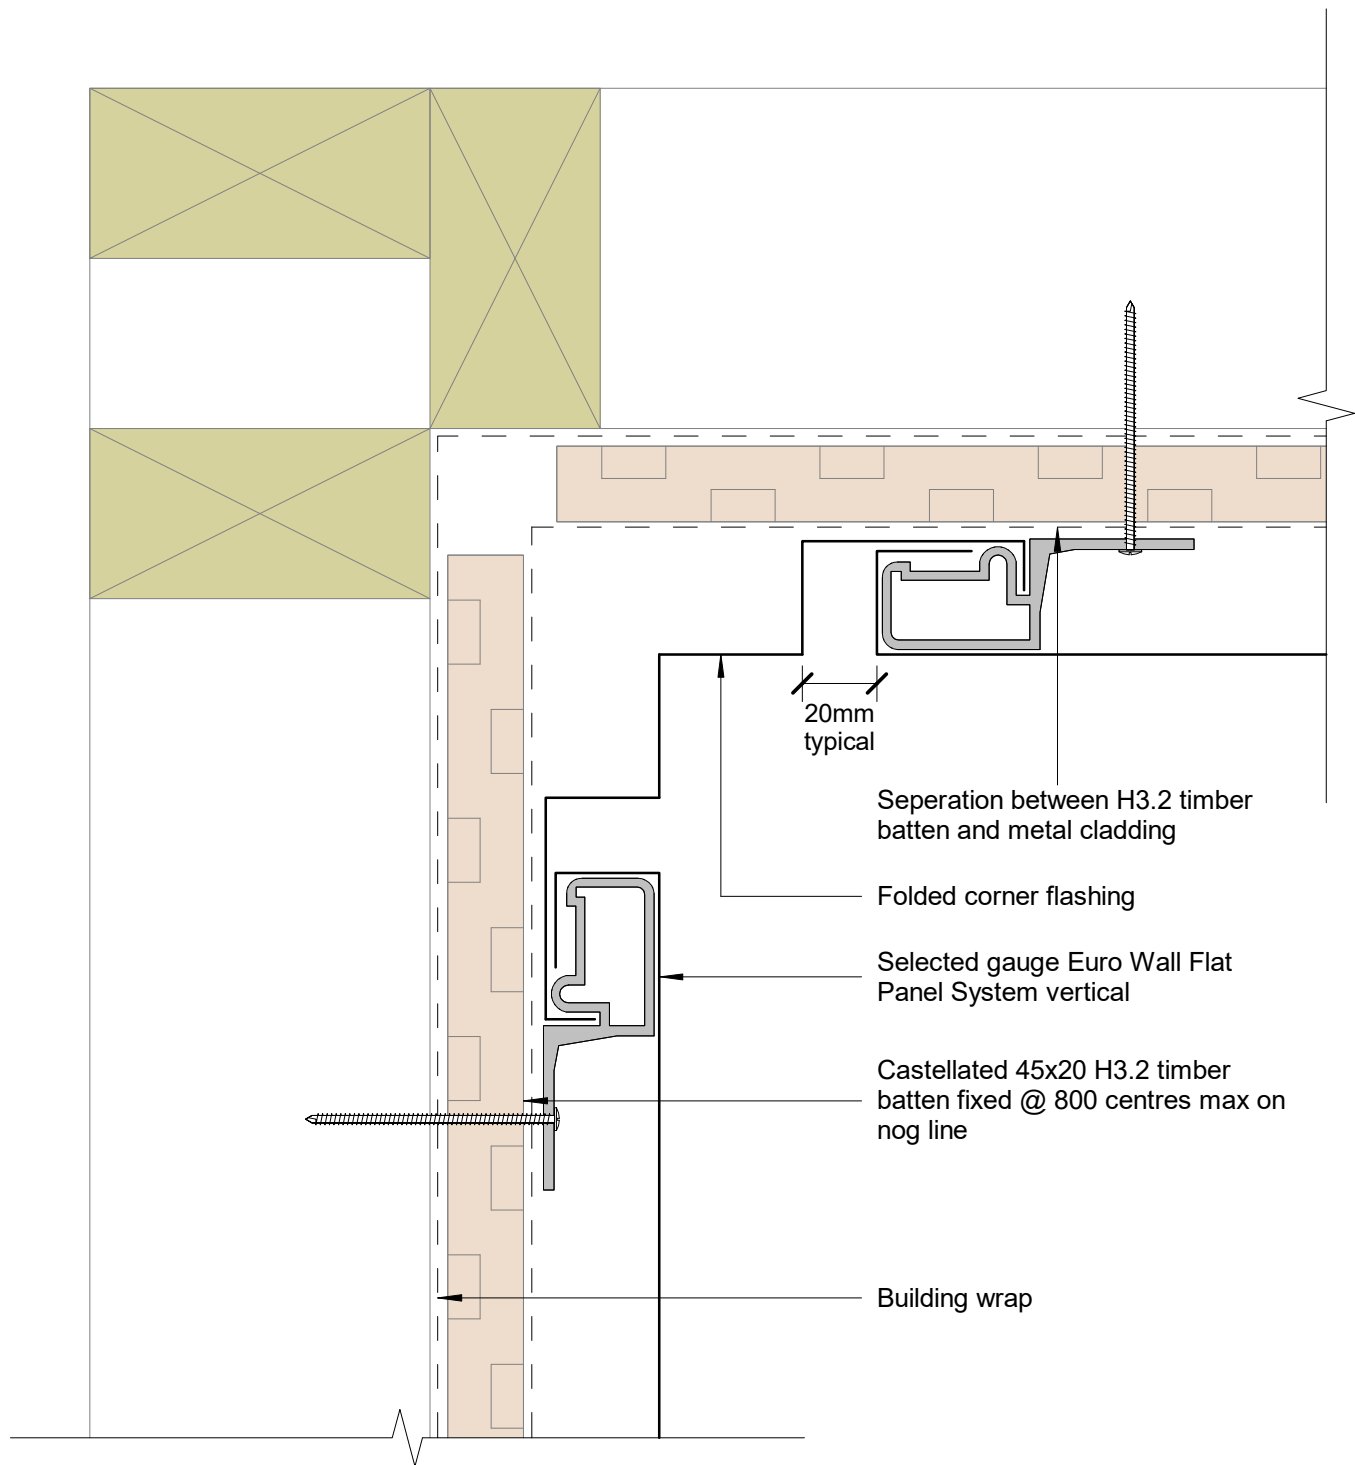 20mm
typical
Seperation between H3.2 timber
batten and metal cladding
Folded corner flashing
Selected gauge Euro Wall Flat
Panel System vertical
Castellated 45x20 H3.2 timber
batten fixed @ 800 centres max on
nog line
Building wrap